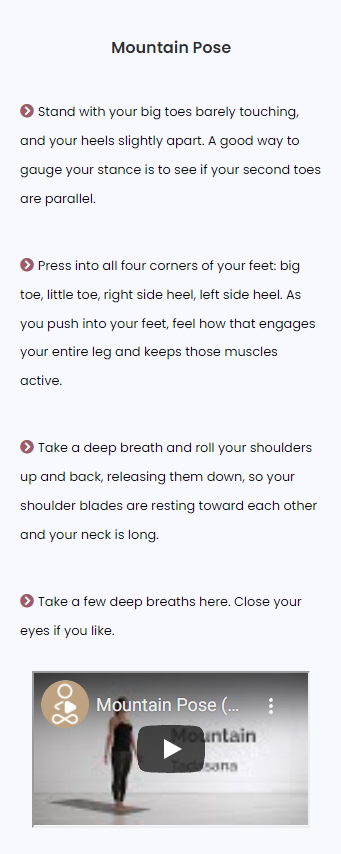 Mountain Pose
Stand with your big toes barely touching,
and your heels slightly apart. A good way to
gauge your stance is to see if your second toes
are parallel.
Press into all four corners of your feet: big
toe, little toe, right side heel, left side heel. As
you push into your feet, feel how that engages
your entire leg and keeps those muscles
active.
Take a deep breath and roll your shoulders
up and back, releasing them down, so your
shoulder blades are resting toward each other
and your neck is long.
Take a few deep breaths here. Close your
eyes if you like.
Mountain Pose (...
Mountain
Tadasana